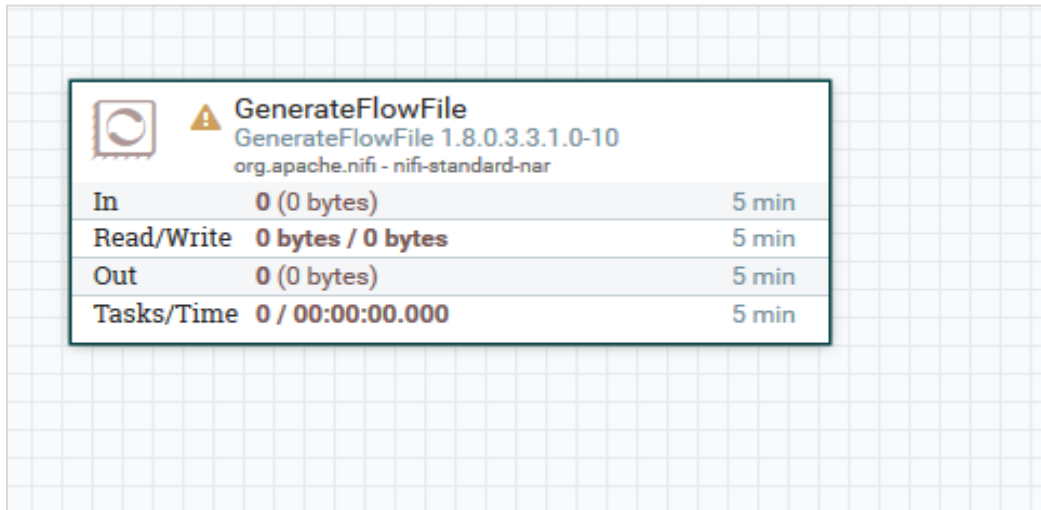 GenerateFlowFile
GenerateFlowFile 1.8.0.3.3.1.0-10
org.apache.nifi - nifi-standard-nar
In 0 (0 bytes) 5 min
Read/Write 0 bytes / 0 bytes 5 min
Out 0 (0 bytes) 5 min
Tasks/Time 0 / 00:00:00.000 5 min